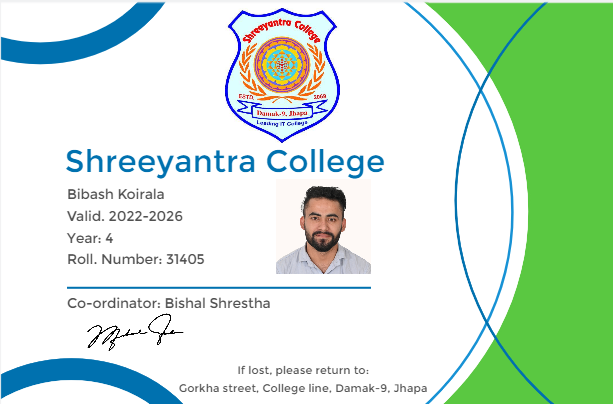 Shreeyantra College
ESTD. 2069
Damak-9, Jhapa
Leading IT College
Shreeyantra College
Bibash Koirala
Valid. 2022-2026
Year: 4
Roll. Number: 31405
Co-ordinator: Bishal Shrestha
If lost, please return to:
Gorkha street, College line, Damak-9, Jhapa